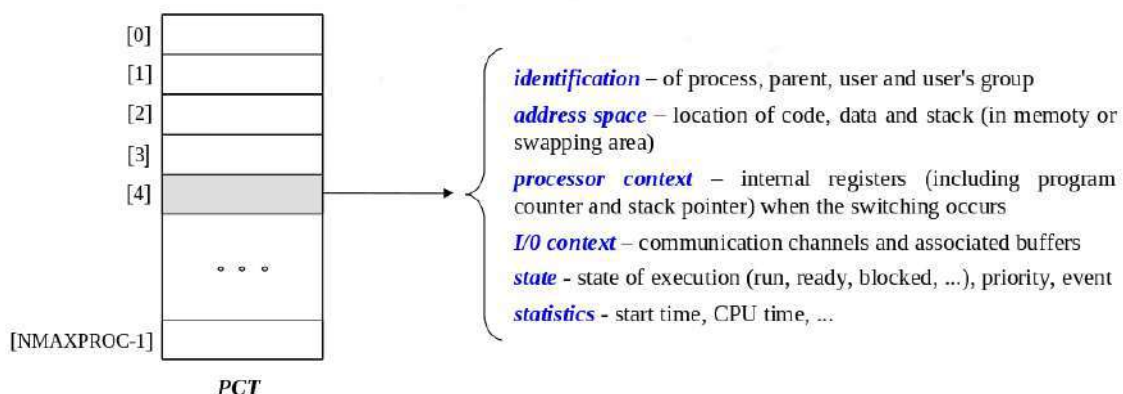 [0]
[1]
[2]
[3]
[4]
[NMAXPROC-1]
PCT
identification – of process, parent, user and user's group
address space – location of code, data and stack (in memoty or
swapping area)
processor context – internal registers (including program
counter and stack pointer) when the switching occurs
I/0 context – communication channels and associated buffers
state - state of execution (run, ready, blocked, ...), priority, event
statistics - start time, CPU time, ...